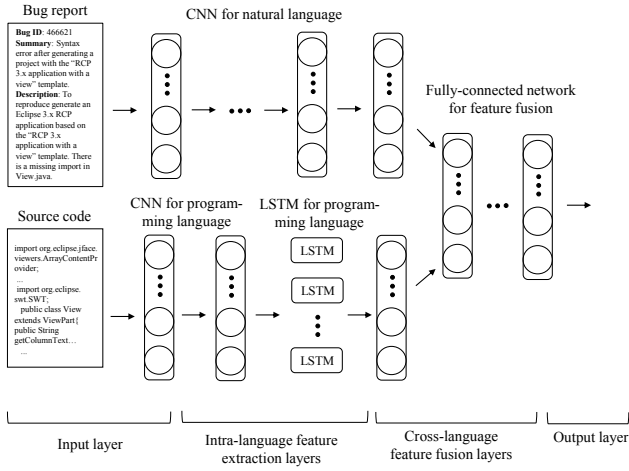 Bug report
CNN for natural language
Bug ID: 466621
Summary: Syntax
error after generating a
project with the “RCP
3.x application with a
view” template.
Description: To
reproduce generate an
Eclipse 3.x RCP
application based on
the “RCP 3.x
application with a
view” template. There
is a missing import in
View.java.
Fully-connected network
for feature fusion
Source code
CNN for program-
ming language
LSTM for program-
ming language
import org.eclipse.jface.
viewers.ArrayContentPr
ovider;
...
import org.eclipse.
swt.SWT;
public class View
extends ViewPart{
public String
getColumnText…
...
LSTM
LSTM
LSTM
Input layer
Intra-language feature
extraction layers
Cross-language
feature fusion layers
Output layer